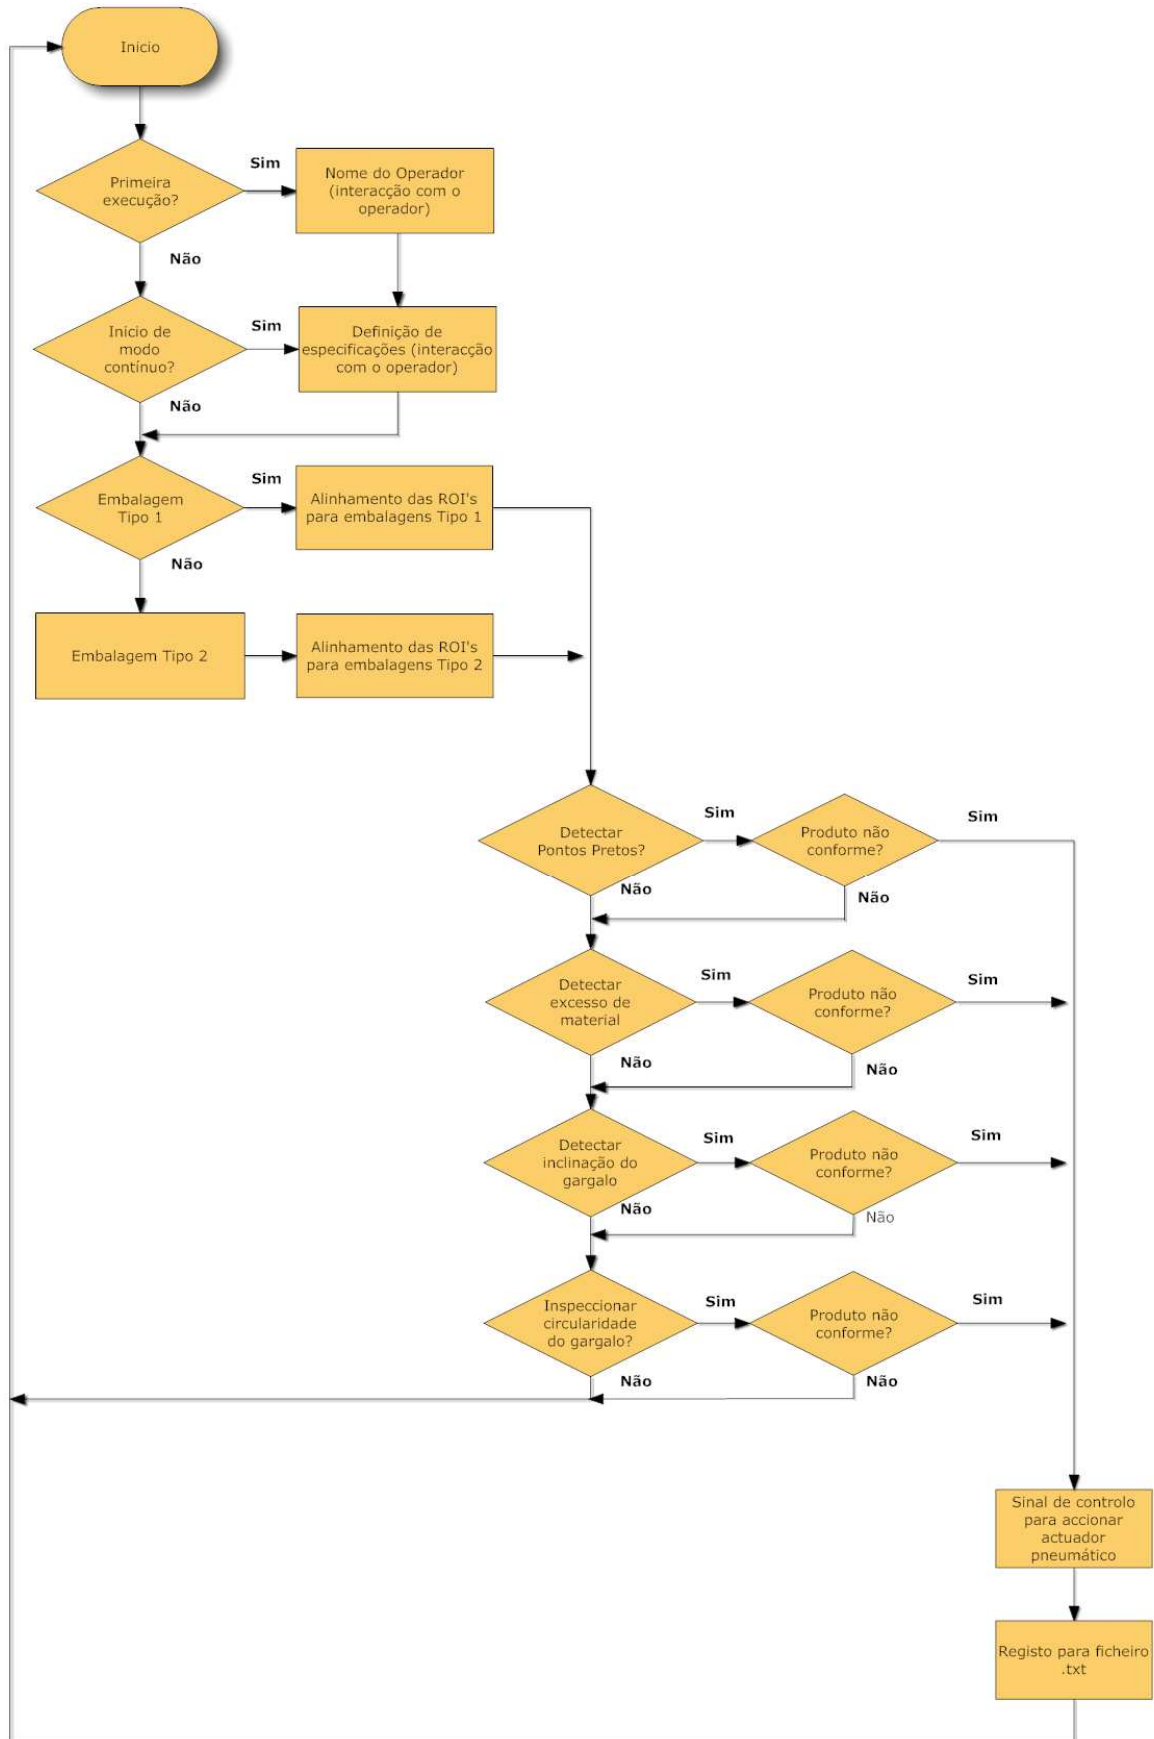 Inicio
Primeira
execução?
Sim
Nome do Operador
(interacção com o
operador)
Não
Inicio de
modo
contínuo?
Sim
Definição de
especificações (interacção
com o operador)
Não
Embalagem
Tipo 1
Sim
Alinhamento das ROI's
para embalagens Tipo 1
Não
Embalagem Tipo 2
Alinhamento das ROI's
para embalagens Tipo 2
Detectar
Pontos Pretos?
Sim
Produto não
conforme?
Sim
Não
Não
Detectar
excesso de
material
Sim
Produto não
conforme?
Sim
Não
Não
Detectar
inclinação do
gargalo
Sim
Produto não
conforme?
Sim
Não
Não
Inspeccionar
circularidade
do gargalo?
Sim
Produto não
conforme?
Sim
Não
Não
Sinal de controlo
para accionar
actuador
pneumático
Registo para ficheiro
.txt